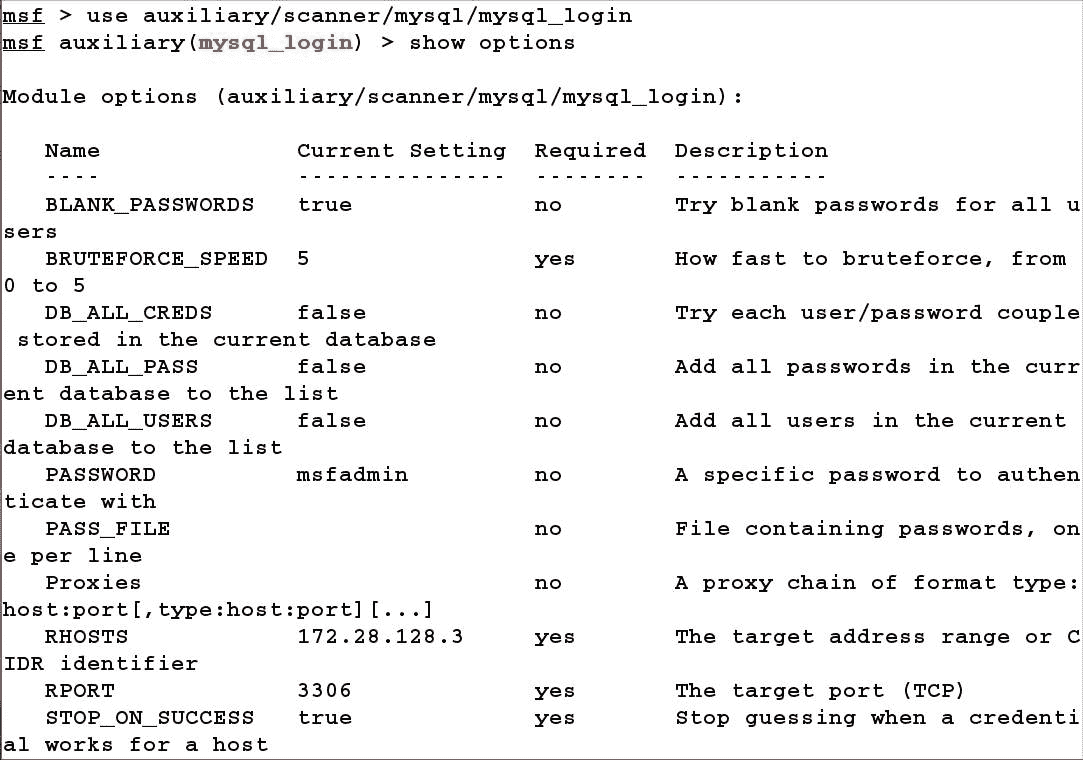 msf > use auxiliary/scanner/mysql/mysql_login
msf auxiliary(mysql_login) > show options
Module options (auxiliary/scanner/mysql/mysql_login):
   Name              Current Setting  Required  Description
   ----              ---------------  --------  -----------
   BLANK_PASSWORDS   true             no        Try blank passwords for all u
sers
   BRUTEFORCE_SPEED  5                yes       How fast to bruteforce, from
0 to 5
   DB_ALL_CREDS      false            no        Try each user/password couple
 stored in the current database
   DB_ALL_PASS       false            no        Add all passwords in the curr
ent database to the list
   DB_ALL_USERS      false            no        Add all users in the current
database to the list
   PASSWORD          msfadmin         no        A specific password to authen
ticate with
   PASS_FILE                          no        File containing passwords, on
e per line
   Proxies                            no        A proxy chain of format type:
host:port[,type:host:port][...]
   RHOSTS            172.28.128.3     yes       The target address range or C
IDR identifier
   RPORT             3306             yes       The target port (TCP)
   STOP_ON_SUCCESS   true             yes       Stop guessing when a credenti
al works for a host